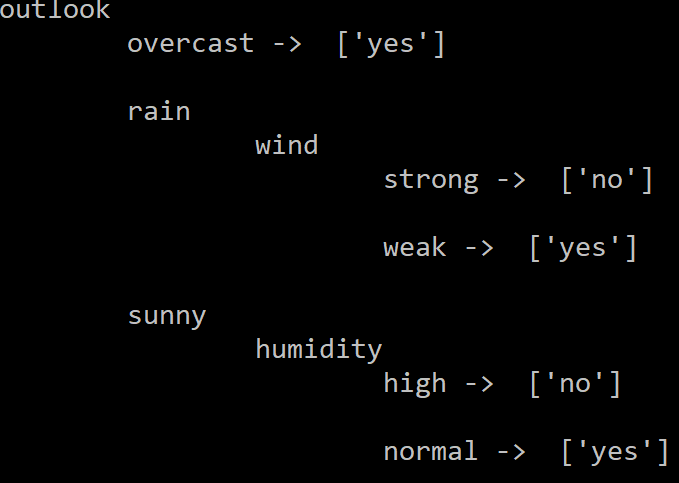 outlook
overcast ->  ['yes']
rain
wind
strong ->  ['no']
weak ->  ['yes']
sunny
humidity
high ->  ['no']
normal ->  ['yes']